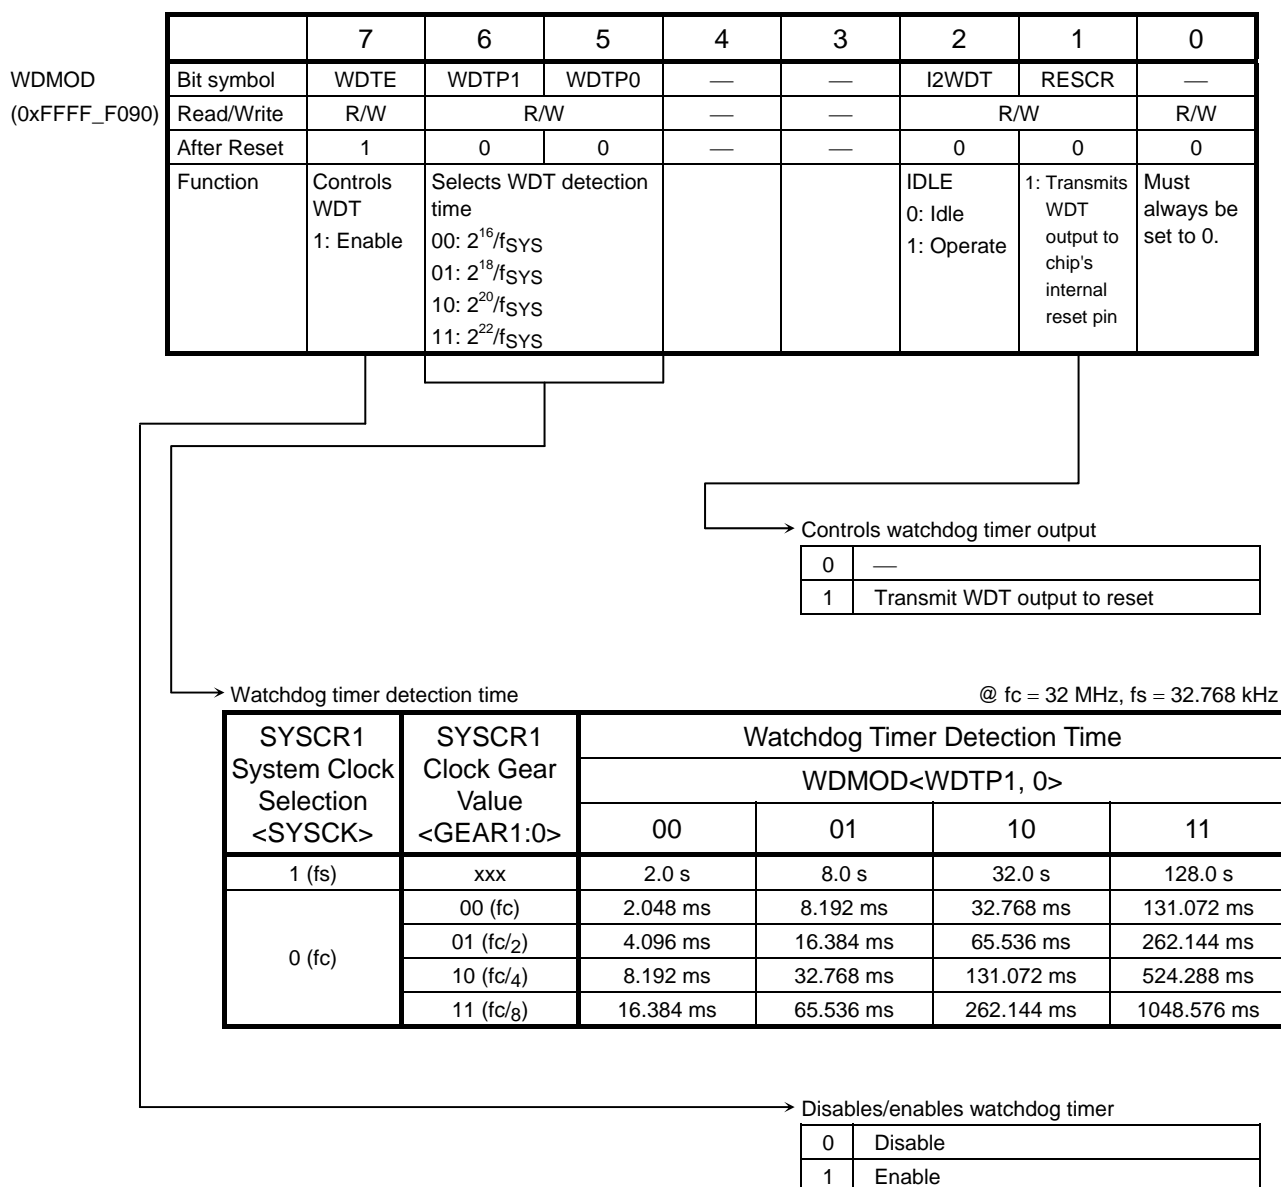 7 6 5 4 3 2 1 0
WDMOD Bit symbol WDTE WDTP1 WDTP0 — — I2WDT RESCR —
(0xFFFF_F090) Read/Write R/W R/W — — R/W R/W
After Reset 1 0 0 — — 0 0 0
Function
Controls
WDT
1: Enable
Selects WDT detection
time
00: 2^16/fSYS
01: 2^18/fSYS
10: 2^20/fSYS
11: 2^22/fSYS
IDLE
0: Idle
1: Operate
1: Transmits
WDT
output to
chip's
internal
reset pin
Must
always be
set to 0.
Controls watchdog timer output
0 —
1 Transmit WDT output to reset
Watchdog timer detection time @ fc = 32 MHz, fs = 32.768 kHz
SYSCR1
System Clock
Selection
<SYSCK>
SYSCR1
Clock Gear
Value
<GEAR1:0>
Watchdog Timer Detection Time
WDMOD<WDTP1, 0>
00 01 10 11
1 (fs) xxx 2.0 s 8.0 s 32.0 s 128.0 s
0 (fc)
00 (fc) 2.048 ms 8.192 ms 32.768 ms 131.072 ms
01 (fc/2) 4.096 ms 16.384 ms 65.536 ms 262.144 ms
10 (fc/4) 8.192 ms 32.768 ms 131.072 ms 524.288 ms
11 (fc/8) 16.384 ms 65.536 ms 262.144 ms 1048.576 ms
Disables/enables watchdog timer
0 Disable
1 Enable